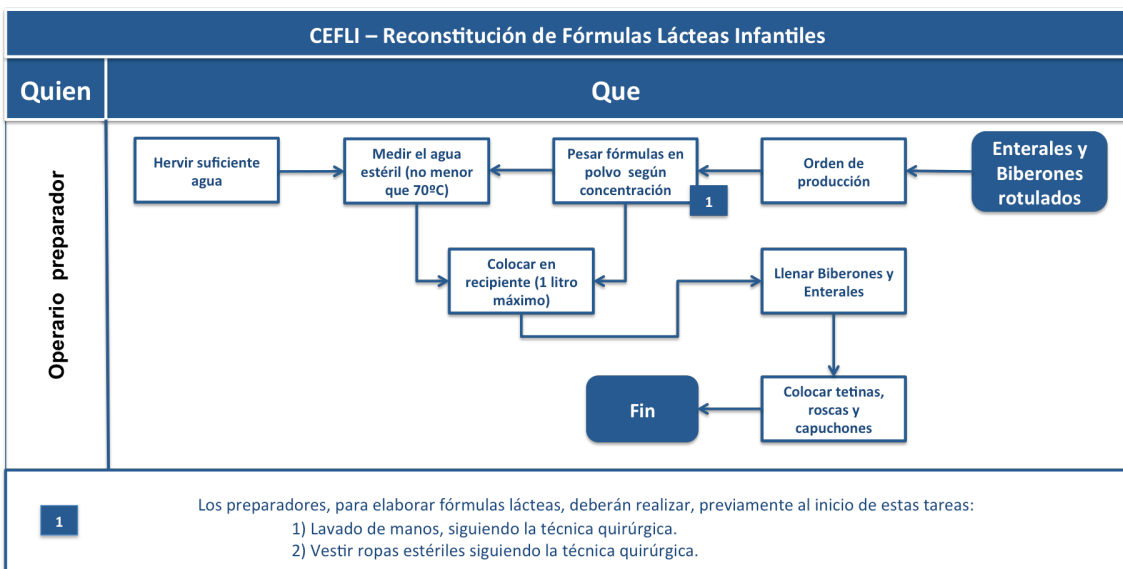 CEFLI – Reconstitución de Fórmulas Lácteas Infantiles
Quien
Que
Operario preparador
Hervir suficiente
agua
Medir el agua
estéril (no menor
que 70ºC)
Pesar fórmulas en
polvo según
concentración
1
Orden de
producción
Enterales y
Biberones
rotulados
Colocar en
recipiente (1 litro
máximo)
Llenar Biberones y
Enterales
Fin
Colocar tetinas,
roscas y
capuchones
1
Los preparadores, para elaborar fórmulas lácteas, deberán realizar, previamente al inicio de estas tareas:
1) Lavado de manos, siguiendo la técnica quirúrgica.
2) Vestir ropas estériles siguiendo la técnica quirúrgica.